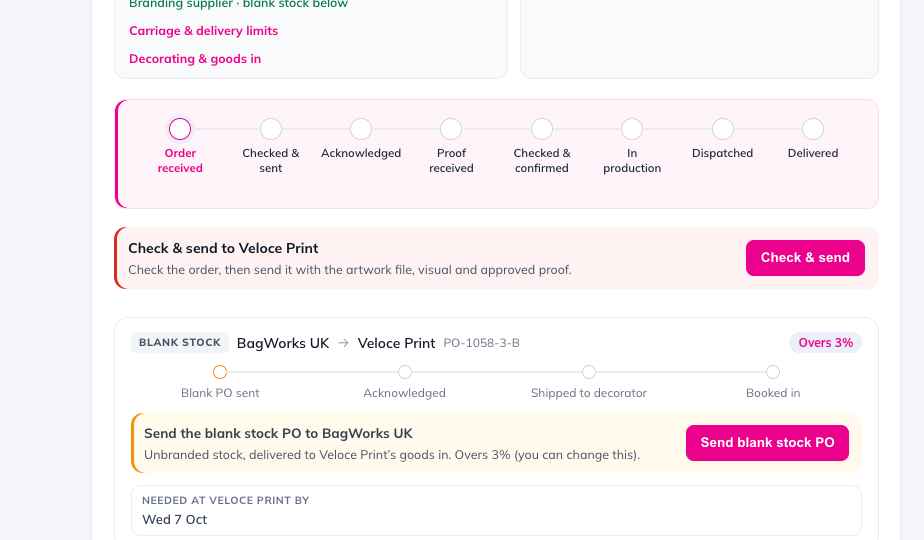 Branding supplier · blank stock below
Carriage & delivery limits
Decorating & goods in
Order received
Checked & sent
Acknowledged
Proof received
Checked & confirmed
In production
Dispatched
Delivered
Check & send to Veloce Print
Check the order, then send it with the artwork file, visual and approved proof.
Check & send
BLANK STOCK BagWorks UK → Veloce Print PO-1058-3-B Overs 3%
Blank PO sent
Acknowledged
Shipped to decorator
Booked in
Send the blank stock PO to BagWorks UK
Unbranded stock, delivered to Veloce Print's goods in. Overs 3% (you can change this).
Send blank stock PO
NEEDED AT VELOCE PRINT BY
Wed 7 Oct